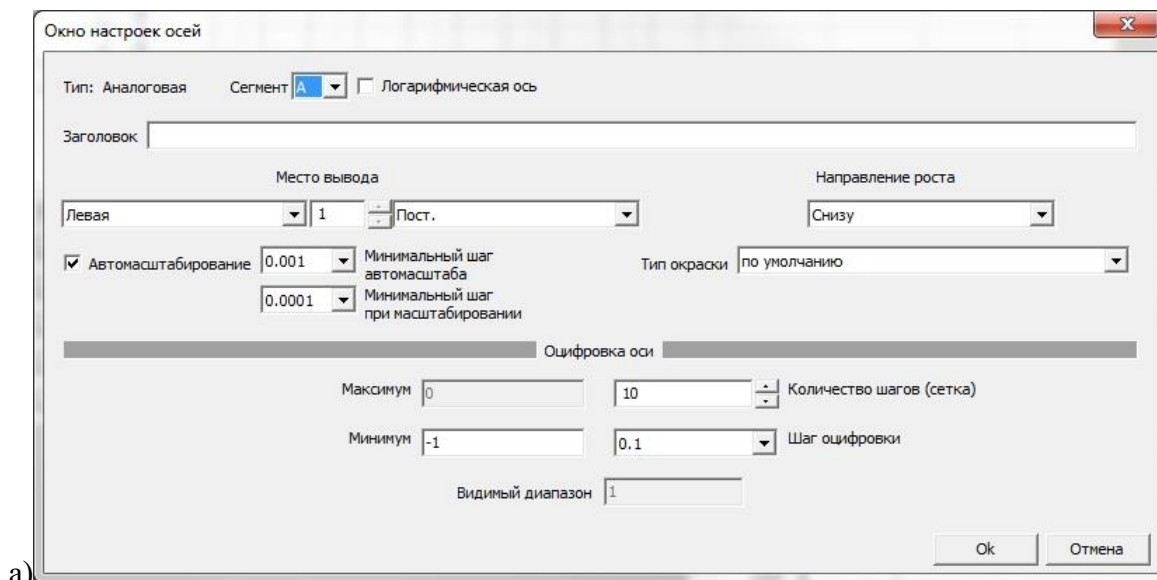 Окно настроек осей
Тип: Аналоговая Сегмент A Логарифмическая ось
Заголовок
Место вывода Направление роста
Левая 1 Пост. Снизу
Автомасштабирование 0.001 Минимальный шаг
автомасштаба
Тип окраски по умолчанию
0.0001 Минимальный шаг
при масштабировании
Оцифровка оси
Максимум 0 10 Количество шагов (сетка)
Минимум -1 0.1 Шаг оцифровки
Видимый диапазон 1
Ok Отмена
а)